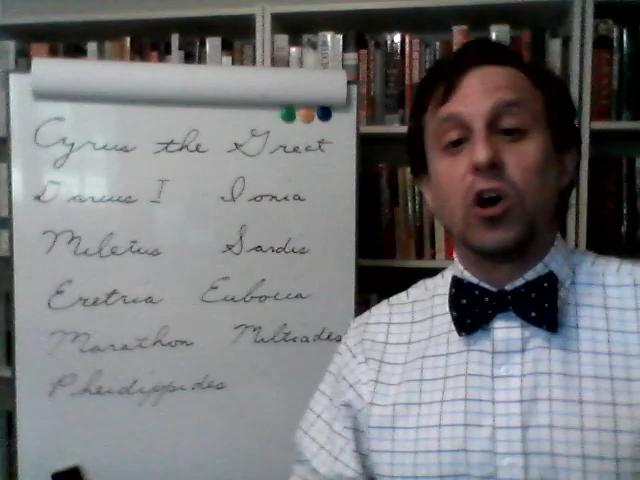 Cyrus the Great
Darius I Ionia
Miletus Sardis
Eretria Euboea
Marathon Miltiades
Pheidippides